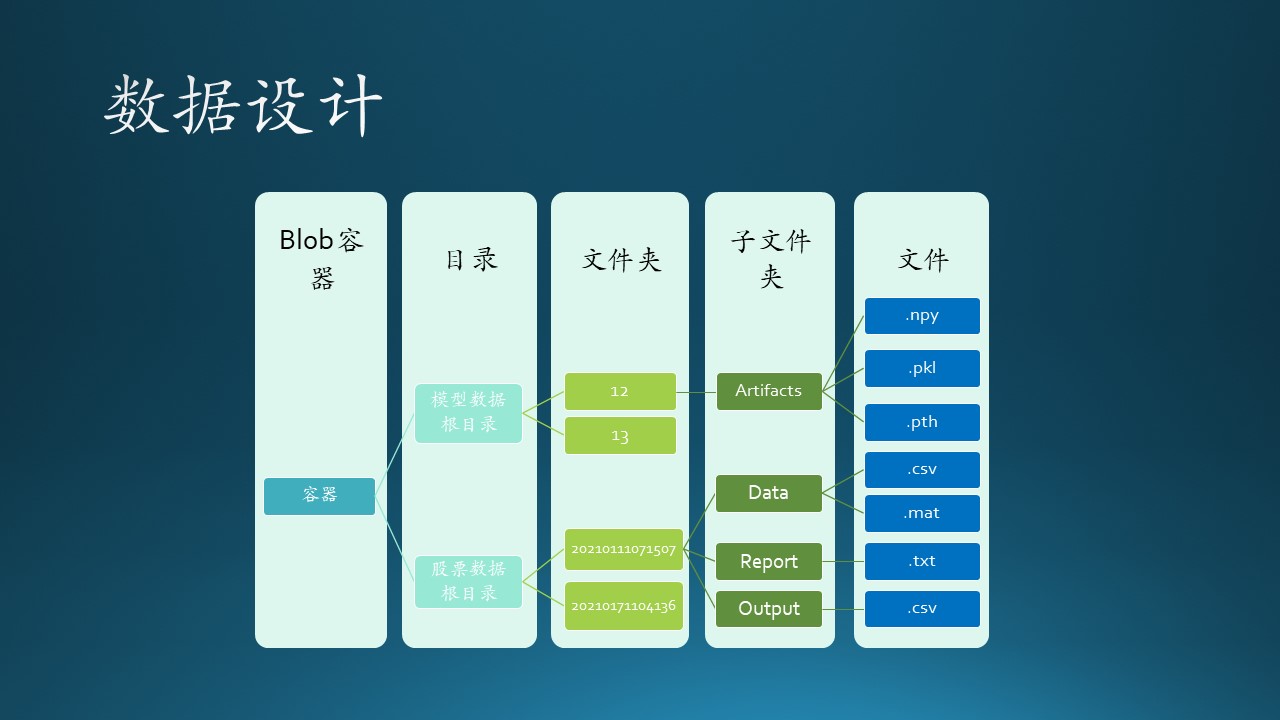 数据设计
Blob容
器
目录
文件夹
子文件
夹
文件
容器
模型数据
根目录
股票数据
根目录
12
13
20210111071507
20210171104136
Artifacts
Data
Report
Output
.npy
.pkl
.pth
.csv
.mat
.txt
.csv